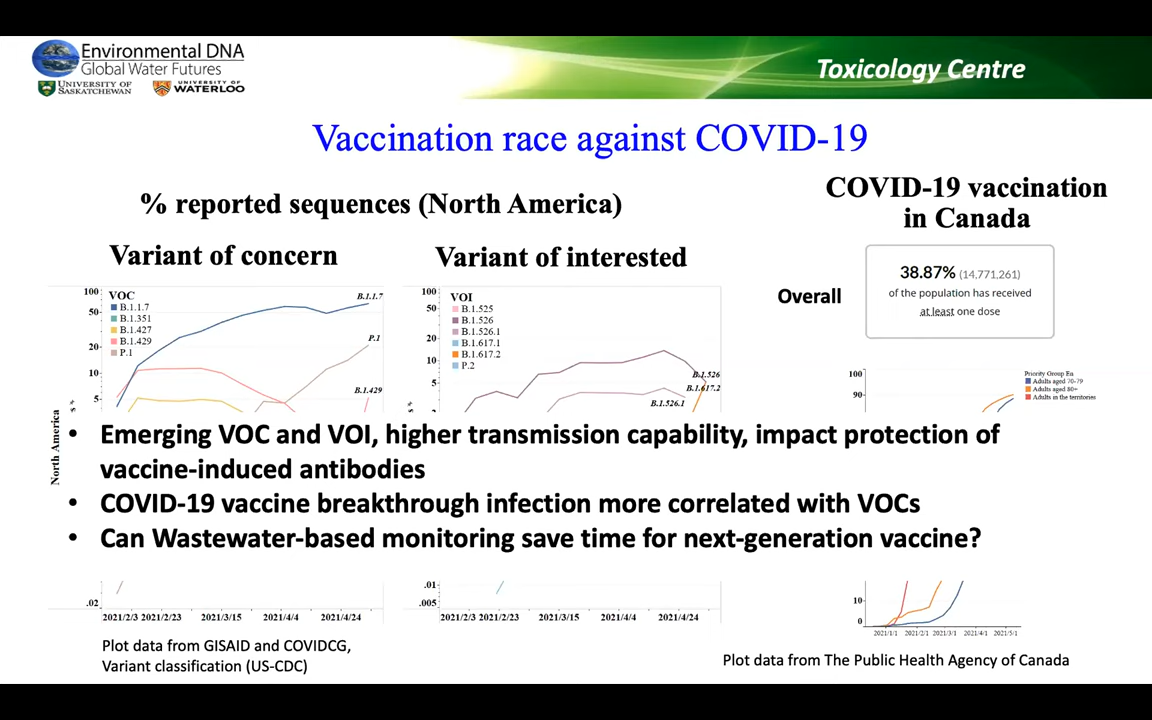 Environmental DNA
Global Water Futures
UNIVERSITY OF
SASKATCHEWAN
UNIVERSITY OF
WATERLOO
Toxicology Centre
Vaccination race against COVID-19
% reported sequences (North America)
COVID-19 vaccination
in Canada
Variant of concern
Variant of interested
Overall
38.87% (14,771,261)
of the population has received
at least one dose
100
50
20
10
5
VOC
B.1.1.7
B.1.351
B.1.427
B.1.429
P.1
B.1.1.7
P.1
B.1.429
North America
100
50
20
10
5
VOI
B.1.525
B.1.526
B.1.526.1
B.1.617.1
B.1.617.2
P.2
B.1.526
B.1.617.2
B.1.526.1
100
90
Priority Group En
Adults aged 70-79
Adults aged 80+
Adults in the territories
• Emerging VOC and VOI, higher transmission capability, impact protection of
vaccine-induced antibodies
• COVID-19 vaccine breakthrough infection more correlated with VOCs
• Can Wastewater-based monitoring save time for next-generation vaccine?
.02
2021/2/3 2021/2/23 2021/3/15 2021/4/4 2021/4/24
.01
.005
2021/2/3 2021/2/23 2021/3/15 2021/4/4 2021/4/24
10
0
2021/1/1 2021/2/1 2021/3/1 2021/4/1 2021/5/1
Plot data from GISAID and COVIDCG,
Variant classification (US-CDC)
Plot data from The Public Health Agency of Canada